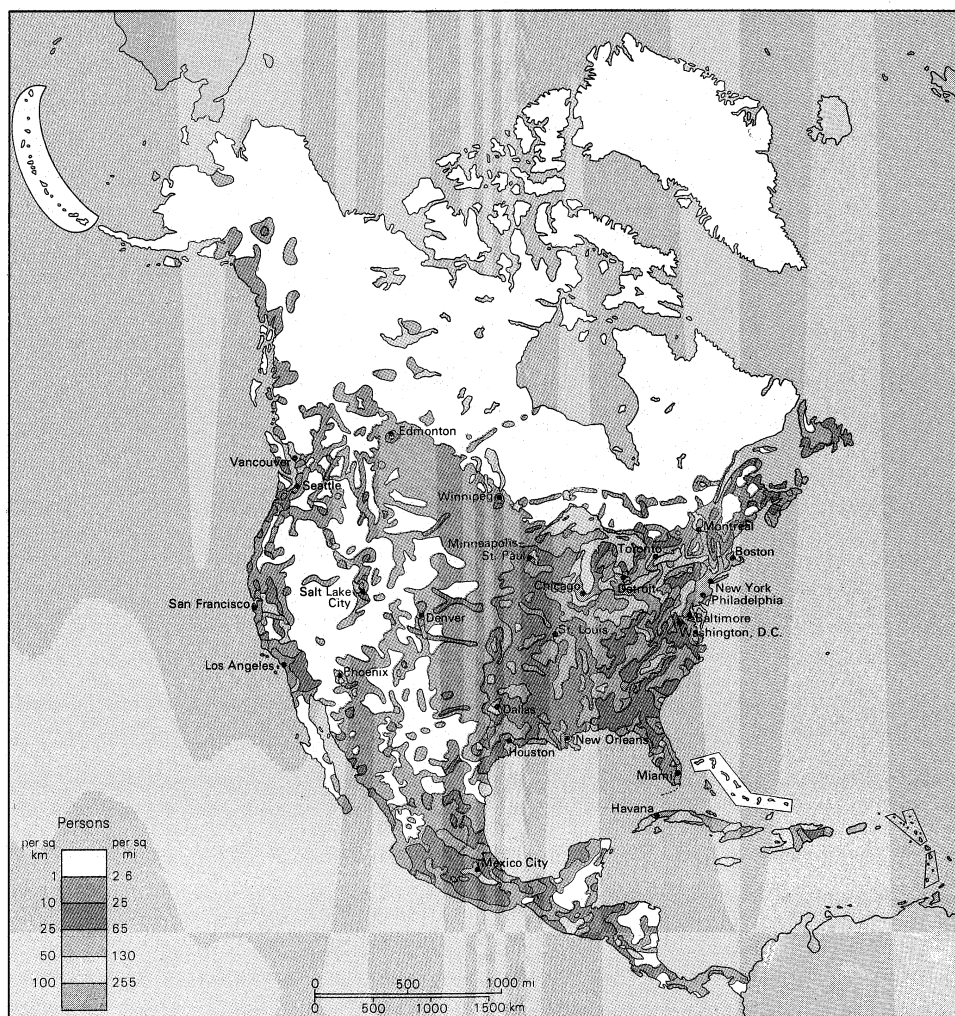 Edmonton
Vancouver
Seattle
Winnipeg
Montreal
Minneapolis
St. Paul
Toronto
Boston
Chicago
Detroit
New York
Salt Lake
City
Philadelphia
San Francisco
Denver
Baltimore
St. Louis
Washington, D.C.
Los Angeles
Phoenix
Dallas
Houston
New Orleans
Miami
Havana
Mexico City
Persons
per sq
km
per sq
mi
1 2 6
10 25
25 65
50 130
100 255
0 500 1000 mi
0 500 1000 1500 km